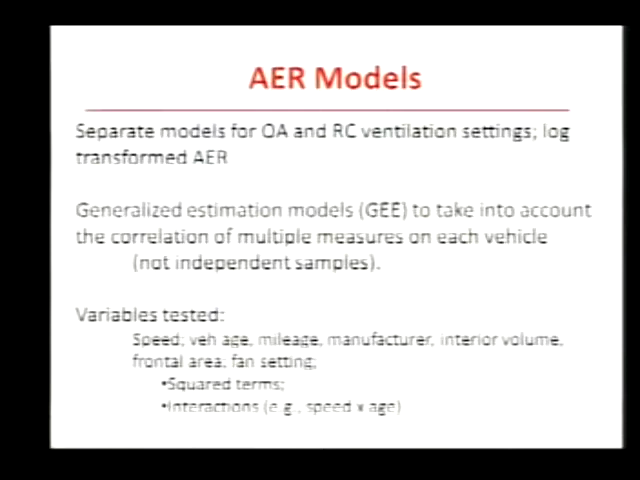 AER Models
Separate models for OA and RC ventilation settings; log
transformed AER
Generalized estimation models (GEE) to take into account
the correlation of multiple measures on each vehicle
(not independent samples).
Variables tested:
Speed; veh age, mileage, manufacturer, interior volume,
frontal area, fan setting;
•Squared terms;
•Interactions (e.g., speed x age)